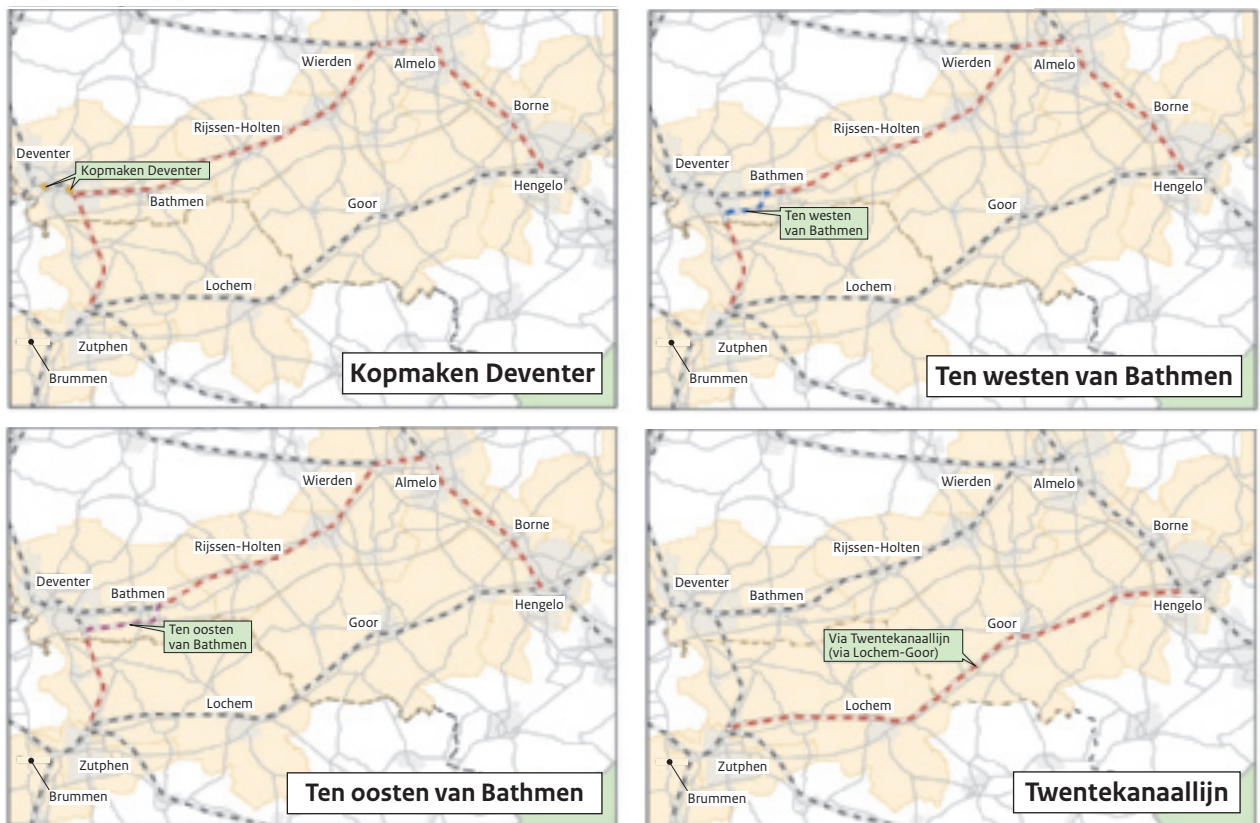 Wierden
Almelo
Borne
Rijssen-Holten
Deventer
Kopmaken Deventer
Bathmen
Goor
Hengelo
Lochem
Zutphen
Brummen
Kopmaken Deventer
Wierden
Almelo
Borne
Rijssen-Holten
Deventer
Bathmen
Hengelo
Goor
Ten westen
van Bathmen
Lochem
Zutphen
Brummen
Ten westen van Bathmen
Wierden
Almelo
Borne
Rijssen-Holten
Deventer
Bathmen
Hengelo
Goor
Ten oosten
van Bathmen
Lochem
Zutphen
Brummen
Ten oosten van Bathmen
Wierden
Almelo
Borne
Rijssen-Holten
Deventer
Bathmen
Hengelo
Goor
Via Twentekanaallijn
(via Lochem-Goor)
Lochem
Zutphen
Brummen
Twentekanaallijn